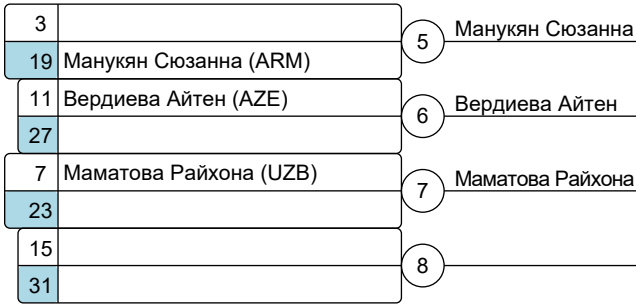 3
5 Манукян Сюзанна
19 Манукян Сюзанна (ARM)
11 Вердиева Айтен (AZE)
6 Вердиева Айтен
27
7 Маматова Райхона (UZB)
7 Маматова Райхона
23
15
8
31